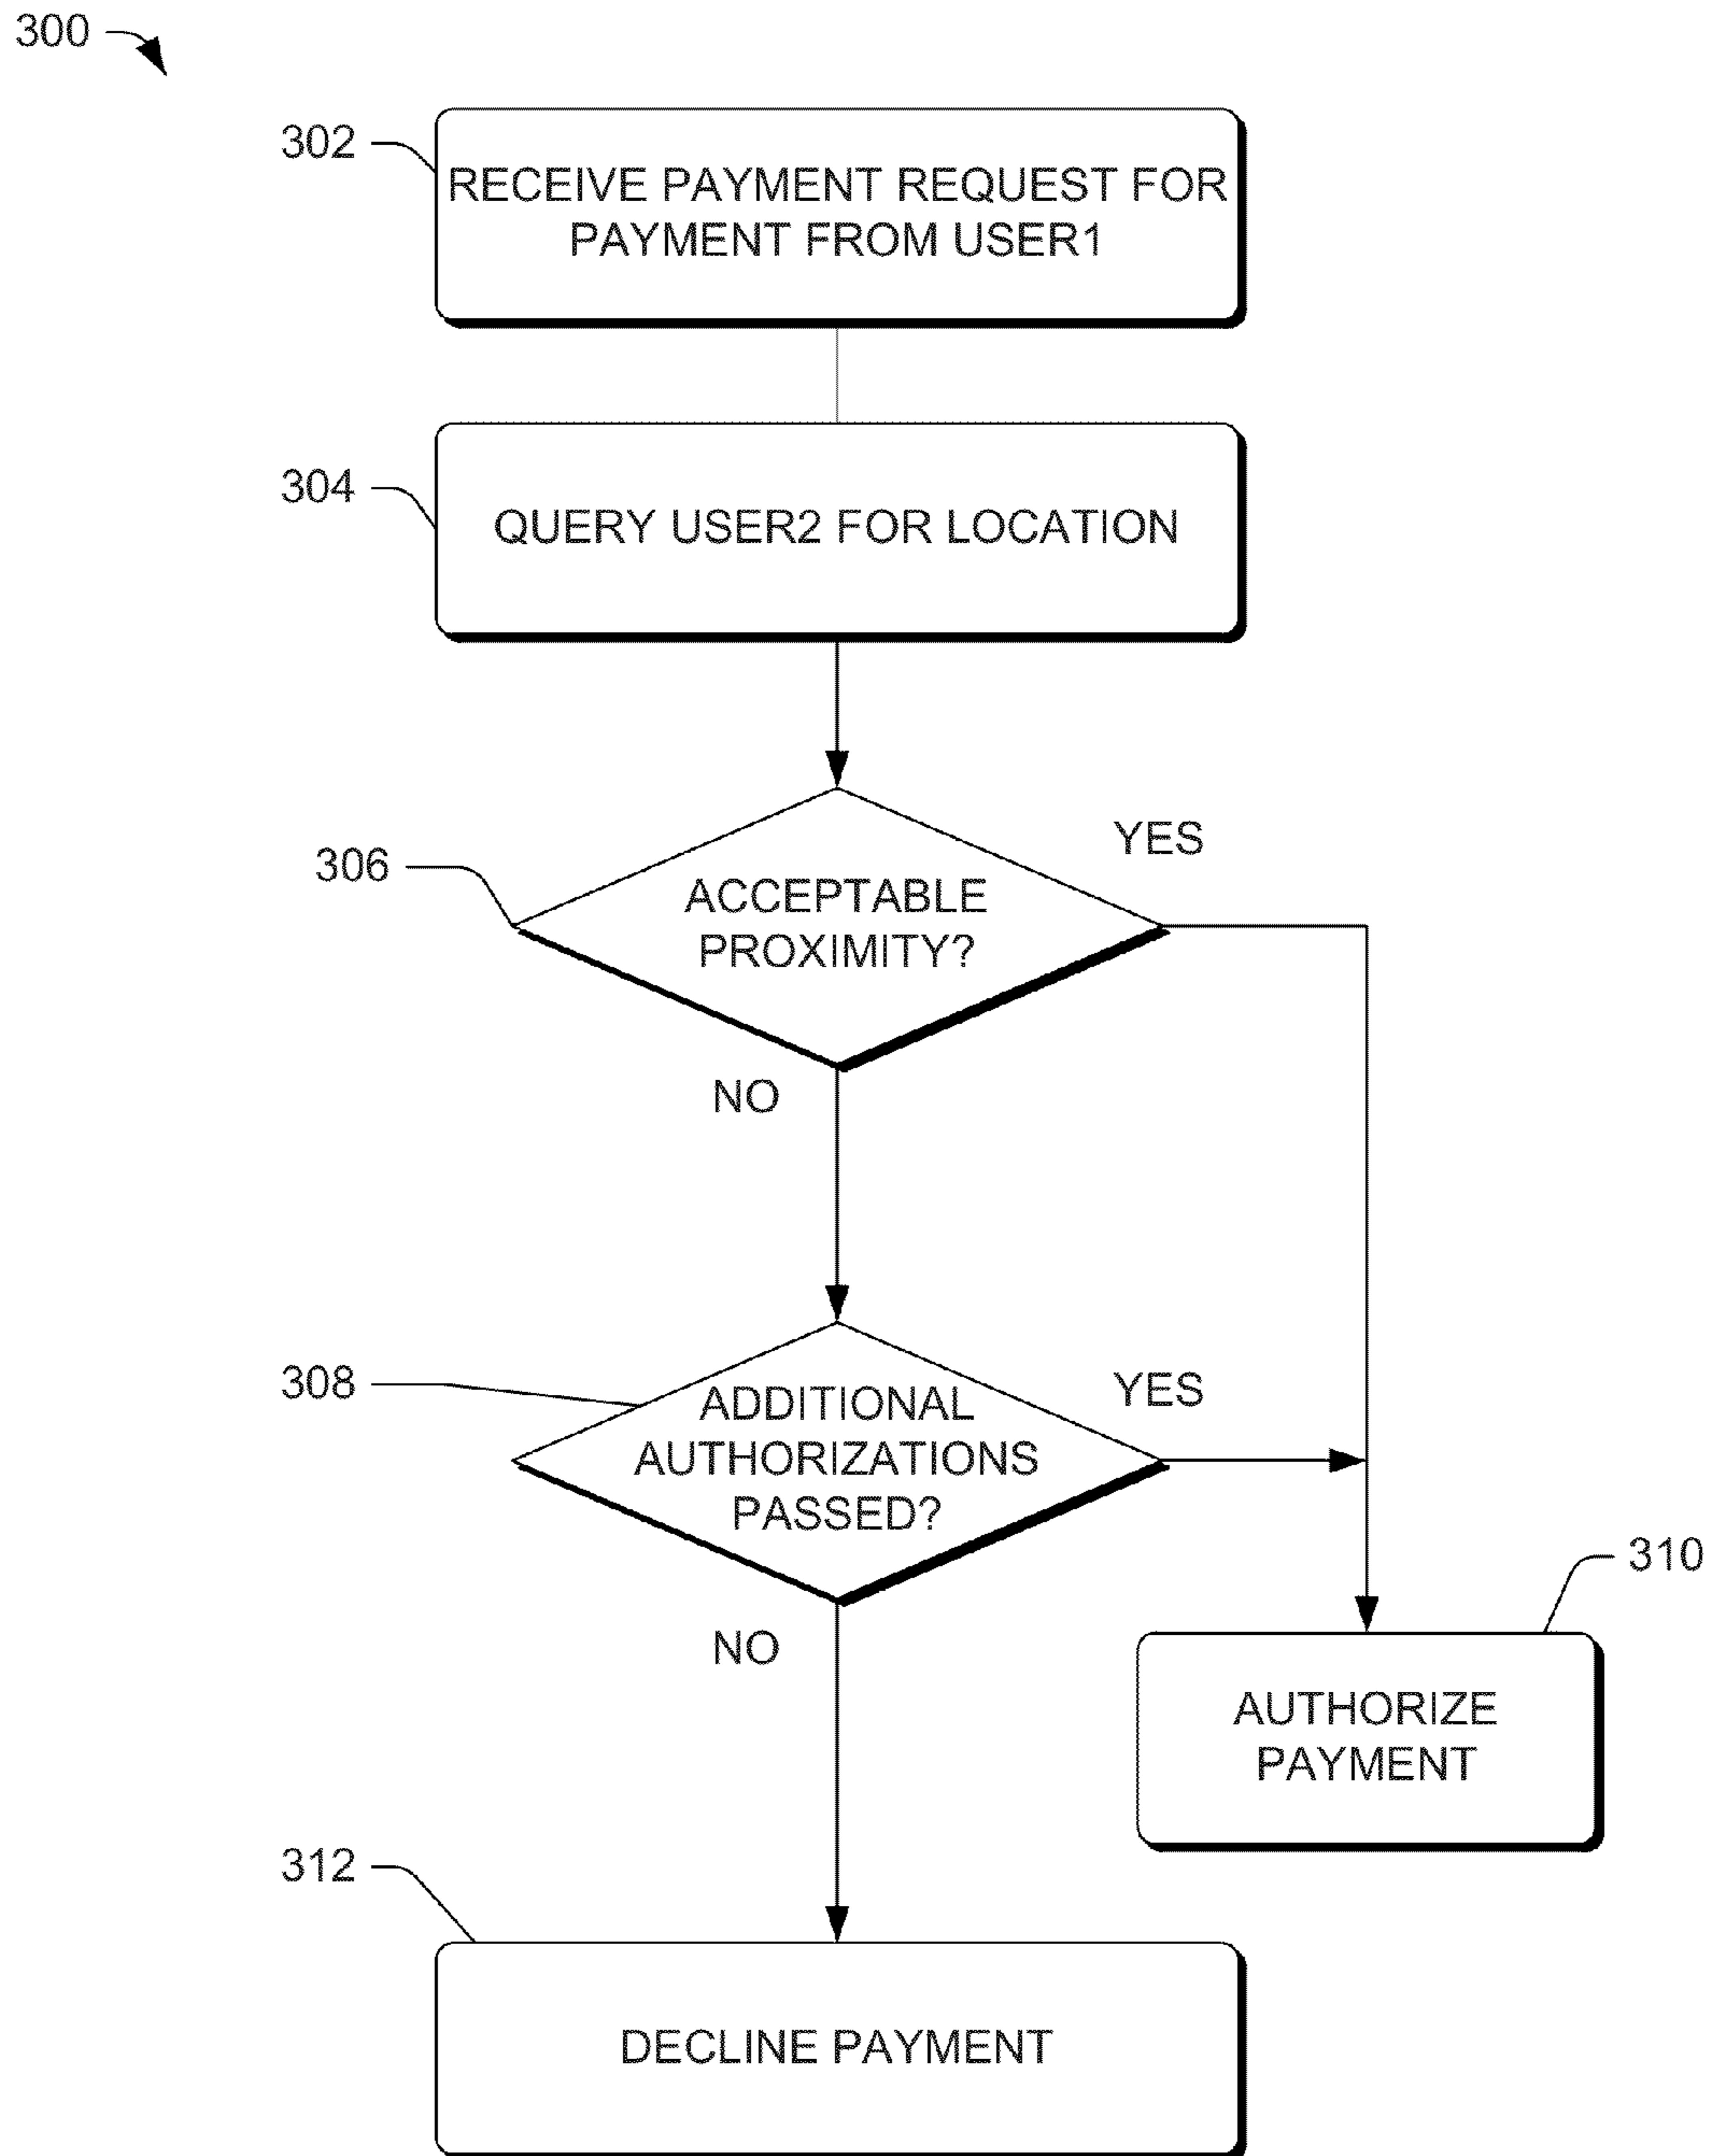 300
302
RECEIVE PAYMENT REQUEST FOR
PAYMENT FROM USER1
304
QUERY USER2 FOR LOCATION
306
ACCEPTABLE
PROXIMITY?
YES
NO
308
ADDITIONAL
AUTHORIZATIONS
PASSED?
YES
NO
310
AUTHORIZE
PAYMENT
312
DECLINE PAYMENT